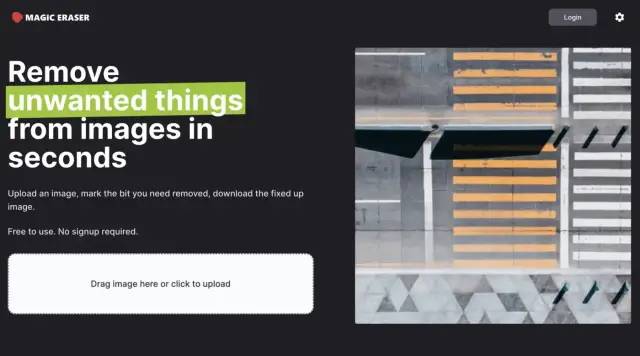 MAGIC ERASER
Login
Remove
unwanted things
from images in
seconds
Upload an image, mark the bit you need removed, download the fixed up
image.
Free to use. No signup required.
Drag image here or click to upload